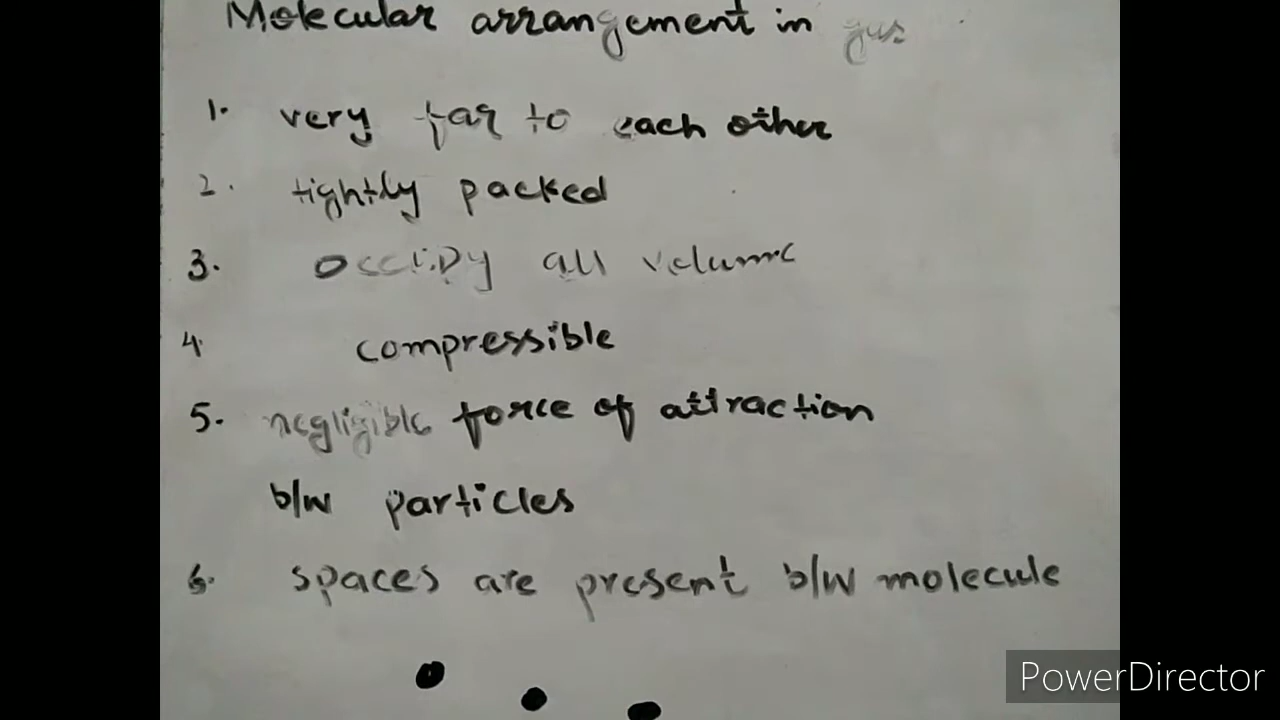 Molecular arrangement in gas
1. very far to each other
2. tightly packed
3. occupy all volume
4. compressible
5. negligible force of attraction
b/w particles
6. spaces are present b/w molecule
PowerDirector